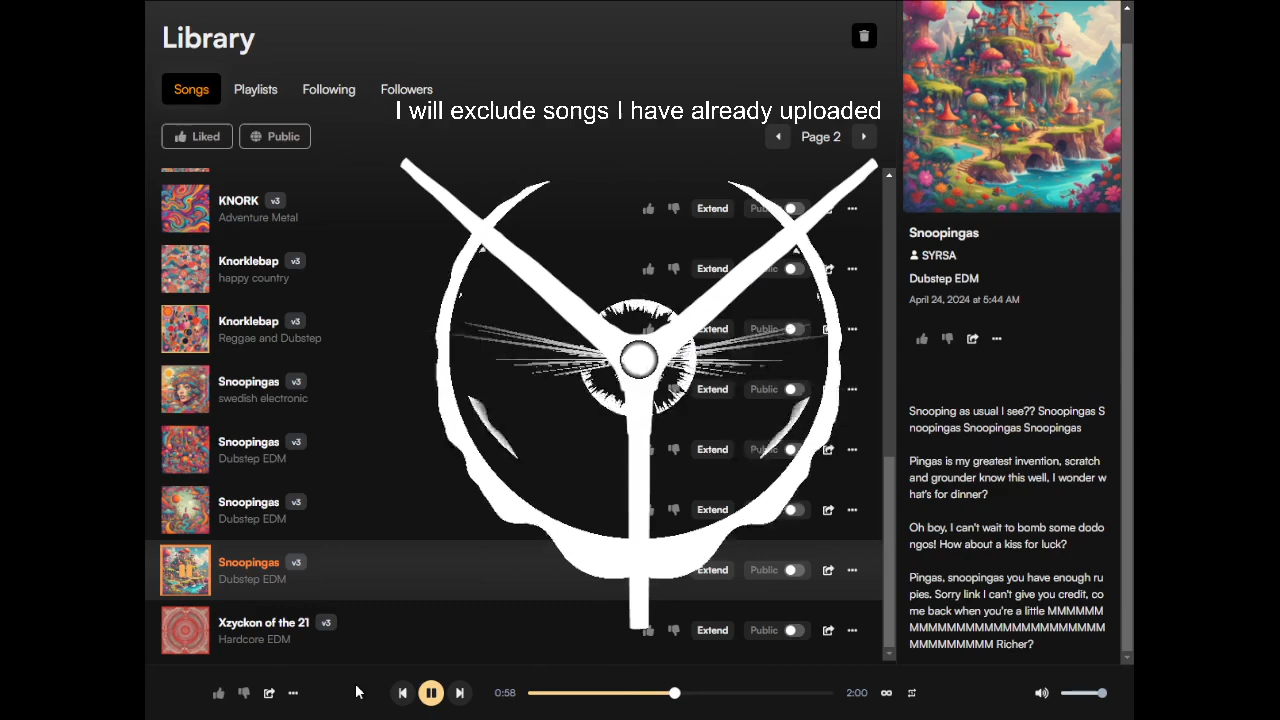 Library
Songs Playlists Following Followers
I will exclude songs I have already uploaded
Liked Public Page 2
KNORK v3
Adventure Metal
Extend
Knorklebap v3
happy country
Extend
Knorklebap v3
Reggae and Dubstep
Public
Snoopingas v3
swedish electronic
Extend Public
Snoopingas v3
Dubstep EDM
Extend Public
Snoopingas v3
Dubstep EDM
Extend
Snoopingas v3
Dubstep EDM
Extend Public
Xzyckon of the 21 v3
Hardcore EDM
Extend Public
0:58 2:00
Snoopingas
SYRSA
Dubstep EDM
April 24, 2024 at 5:44 AM
Snooping as usual I see?? Snoopingas S
noopingas Snoopingas Snoopingas
Pingas is my greatest invention, scratch
and grounder know this well, I wonder w
hat's for dinner?
Oh boy, I can't wait to bomb some dodo
ngos! How about a kiss for luck?
Pingas, snoopingas you have enough ru
pies. Sorry link I can't give you credit, co
me back when you're a little MMMMMM
MMMMMMMMMMMMMMMMMMMMM
MMMMMMMMM Richer?